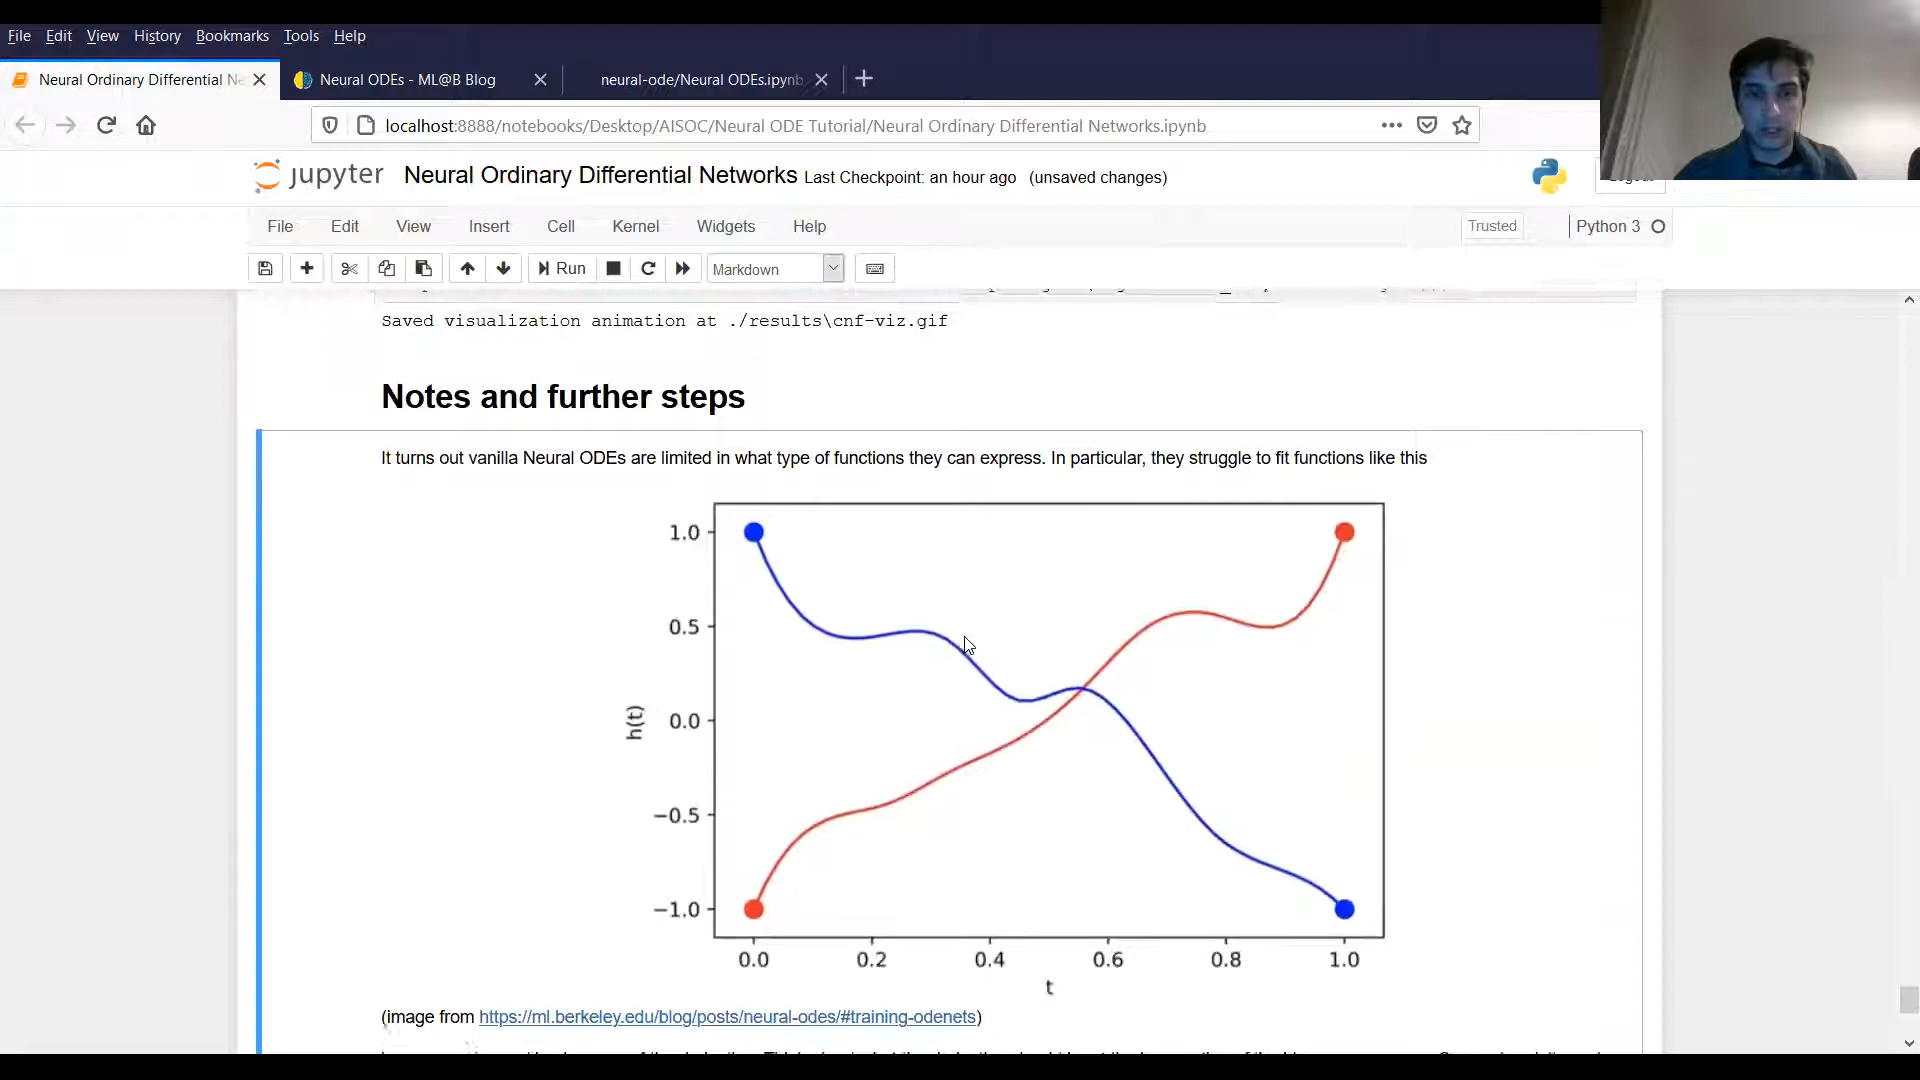 File Edit View History Bookmarks Tools Help
Neural Ordinary Differential Ne
Neural ODEs - ML@B Blog
neural-ode/Neural ODEs.ipynb
localhost:8888/notebooks/Desktop/AISOC/Neural ODE Tutorial/Neural Ordinary Differential Networks.ipynb
jupyter Neural Ordinary Differential Networks Last Checkpoint: an hour ago (unsaved changes)
File Edit View Insert Cell Kernel Widgets Help Trusted Python 3
Run Markdown
Saved visualization animation at ./results\cnf-viz.gif
Notes and further steps
It turns out vanilla Neural ODEs are limited in what type of functions they can express. In particular, they struggle to fit functions like this
1.0
0.5
0.0
−0.5
−1.0
h(t)
0.0 0.2 0.4 0.6 0.8 1.0
t
(image from https://ml.berkeley.edu/blog/posts/neural-odes/#training-odenets)